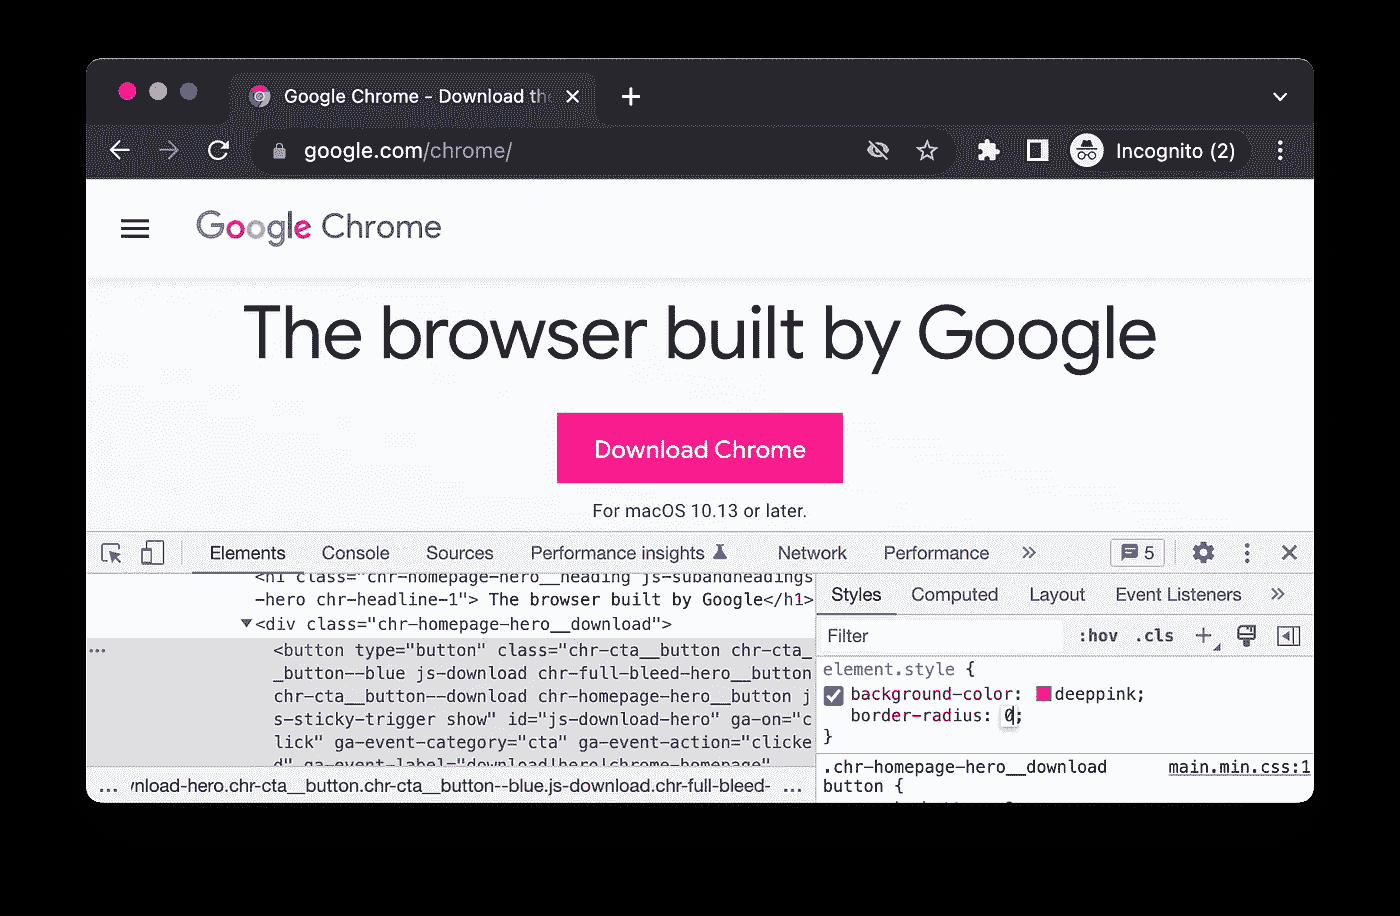 Google Chrome - Download the
google.com/chrome/
Incognito (2)
Google Chrome
The browser built by Google
Download Chrome
For macOS 10.13 or later.
Elements Console Sources Performance insights Network Performance » 5
<h1 class="chr-homepage-hero__heading js-subandheadings
-hero chr-headline-1"> The browser built by Google</h1>
▼<div class="chr-homepage-hero__download">
<button type="button" class="chr-cta__button chr-cta_
_button--blue js-download chr-full-bleed-hero__button
chr-cta__button--download chr-homepage-hero__button j
s-sticky-trigger show" id="js-download-hero" ga-on="c
lick" ga-event-category="cta" ga-event-action="clicke
d" ga-event-label="download|hero|chrome-homepage"
... vnload-hero.chr-cta__button.chr-cta__button--blue.js-download.chr-full-bleed- ...
Styles Computed Layout Event Listeners »
Filter :hov .cls +
element.style {
background-color: deeppink;
border-radius: 0;
}
.chr-homepage-hero__download main.min.css:1
button {